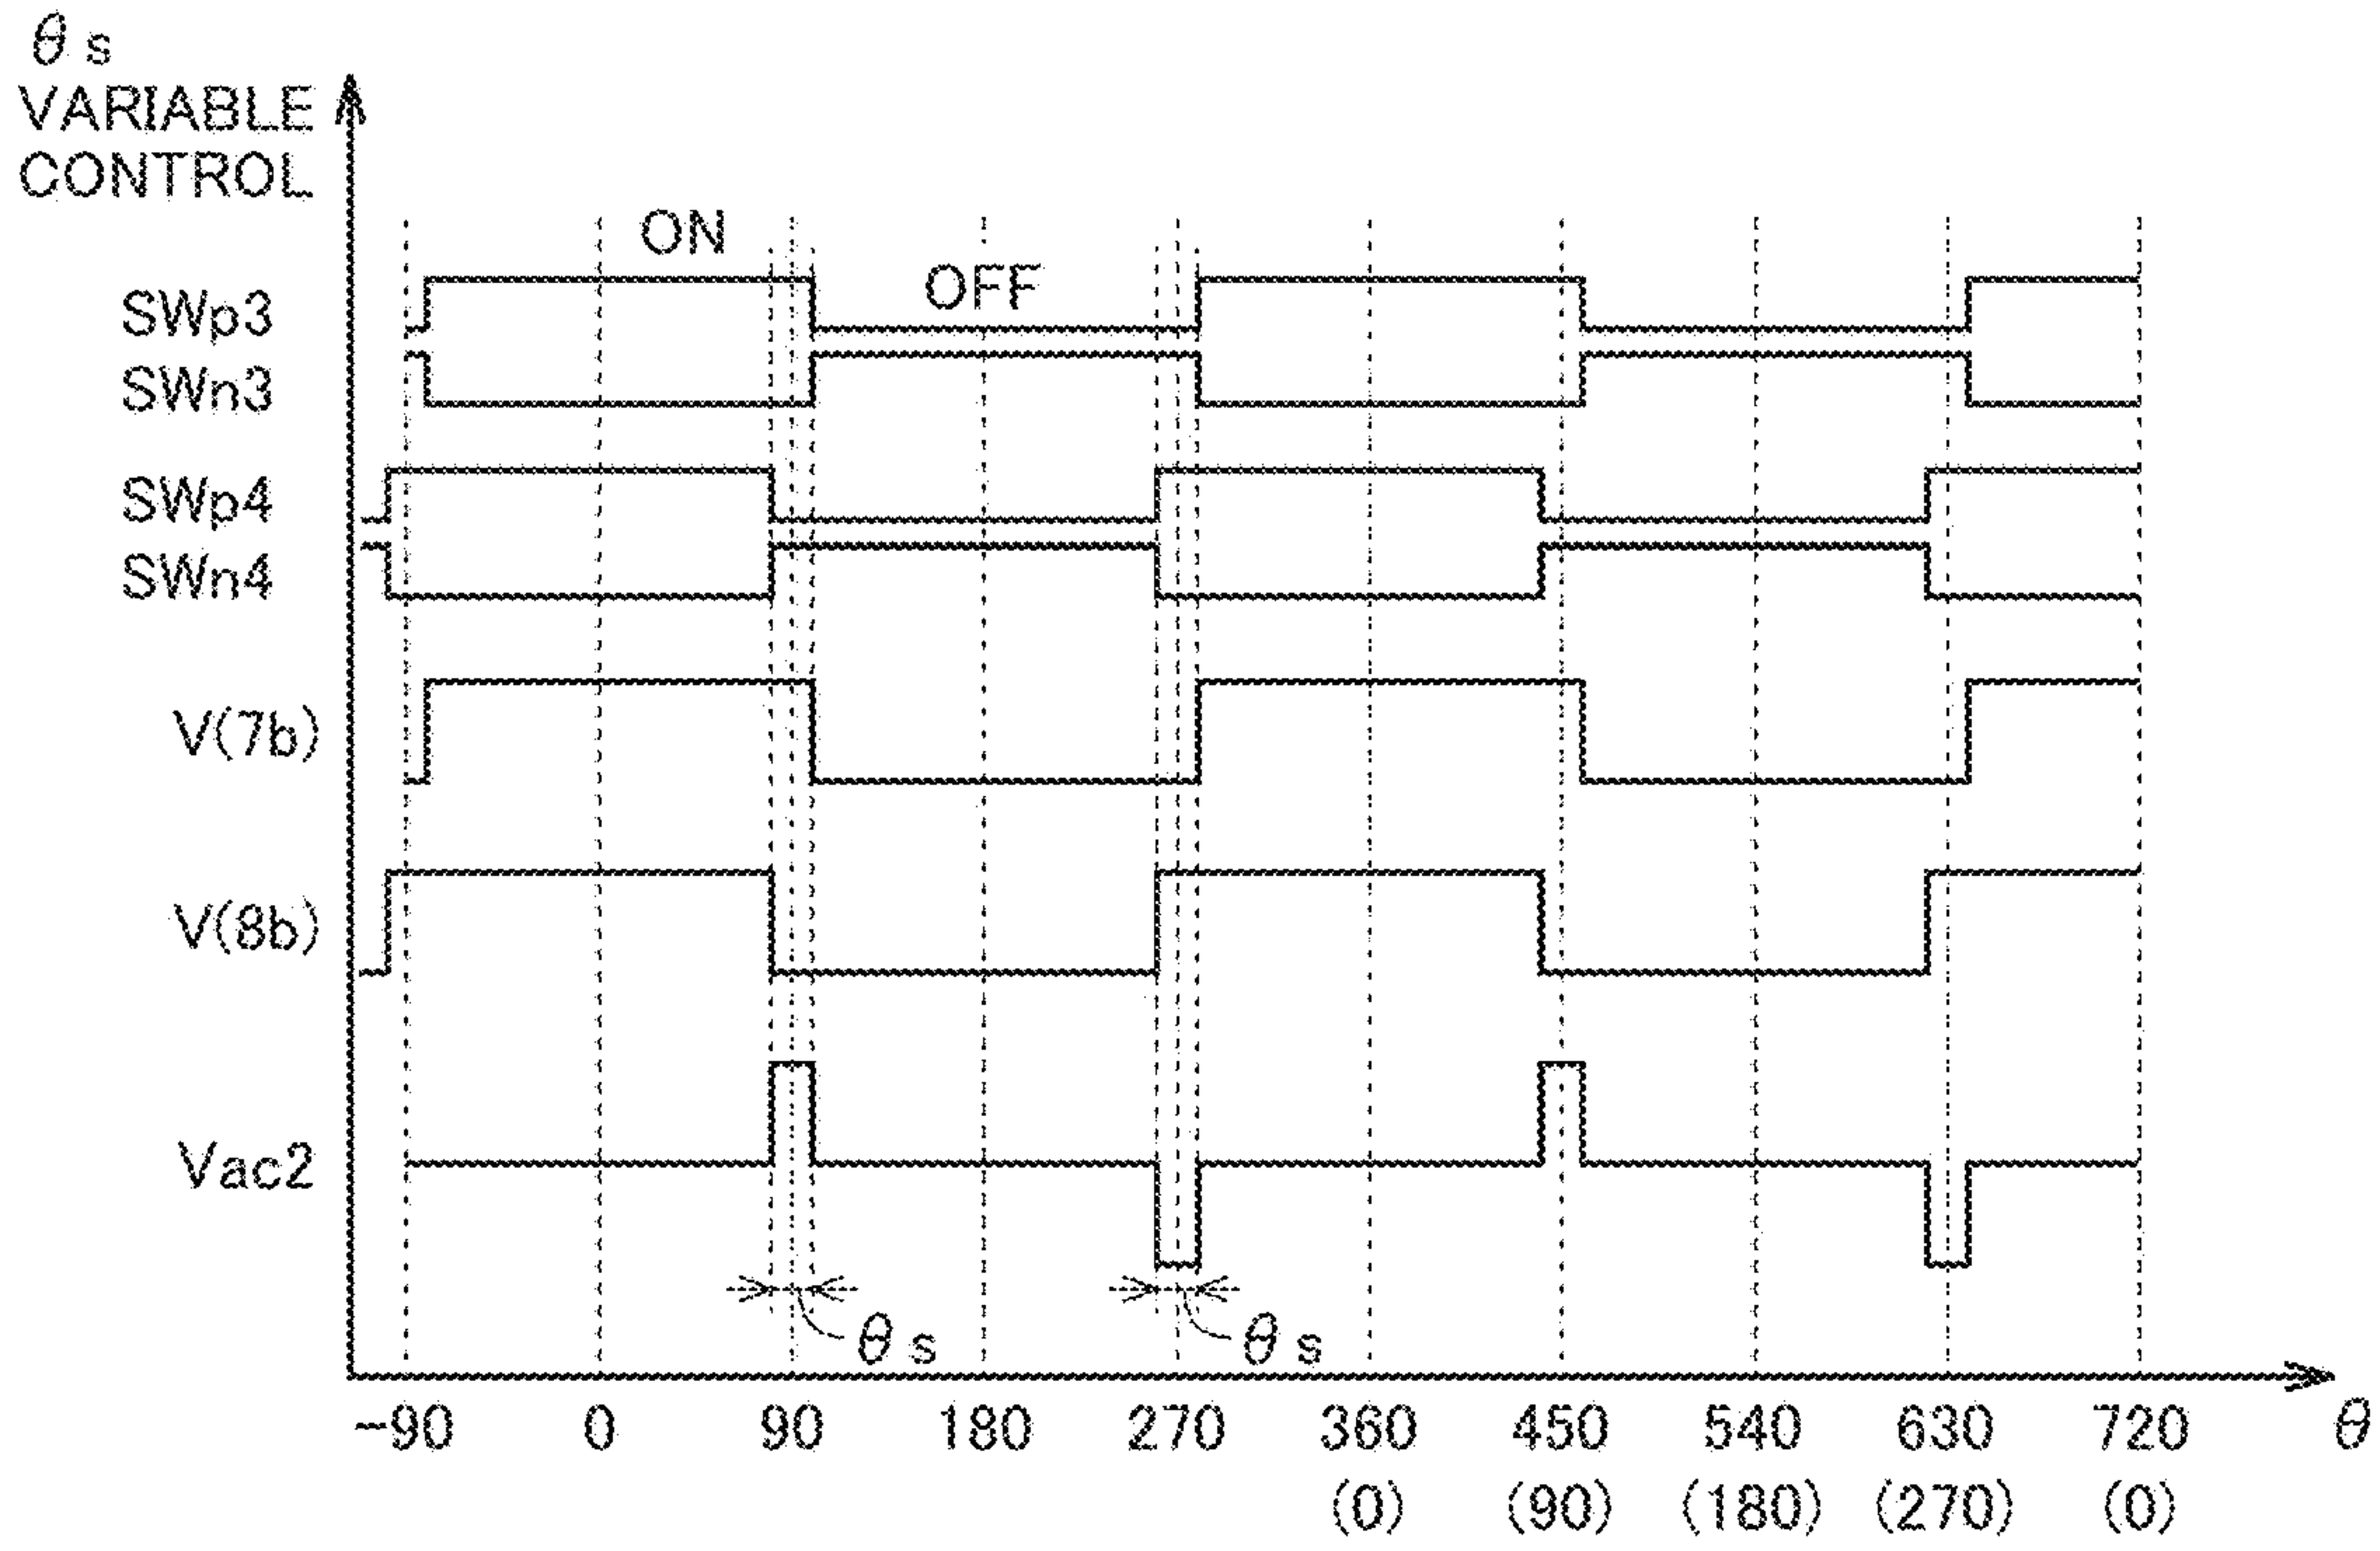 θs
VARIABLE
CONTROL
ON
OFF
SWp3
SWn3
SWp4
SWn4
V(7b)
V(8b)
Vac2
θs θs
-90 0 90 180 270 360 450 540 630 720 θ
(0) (90) (180) (270) (0)